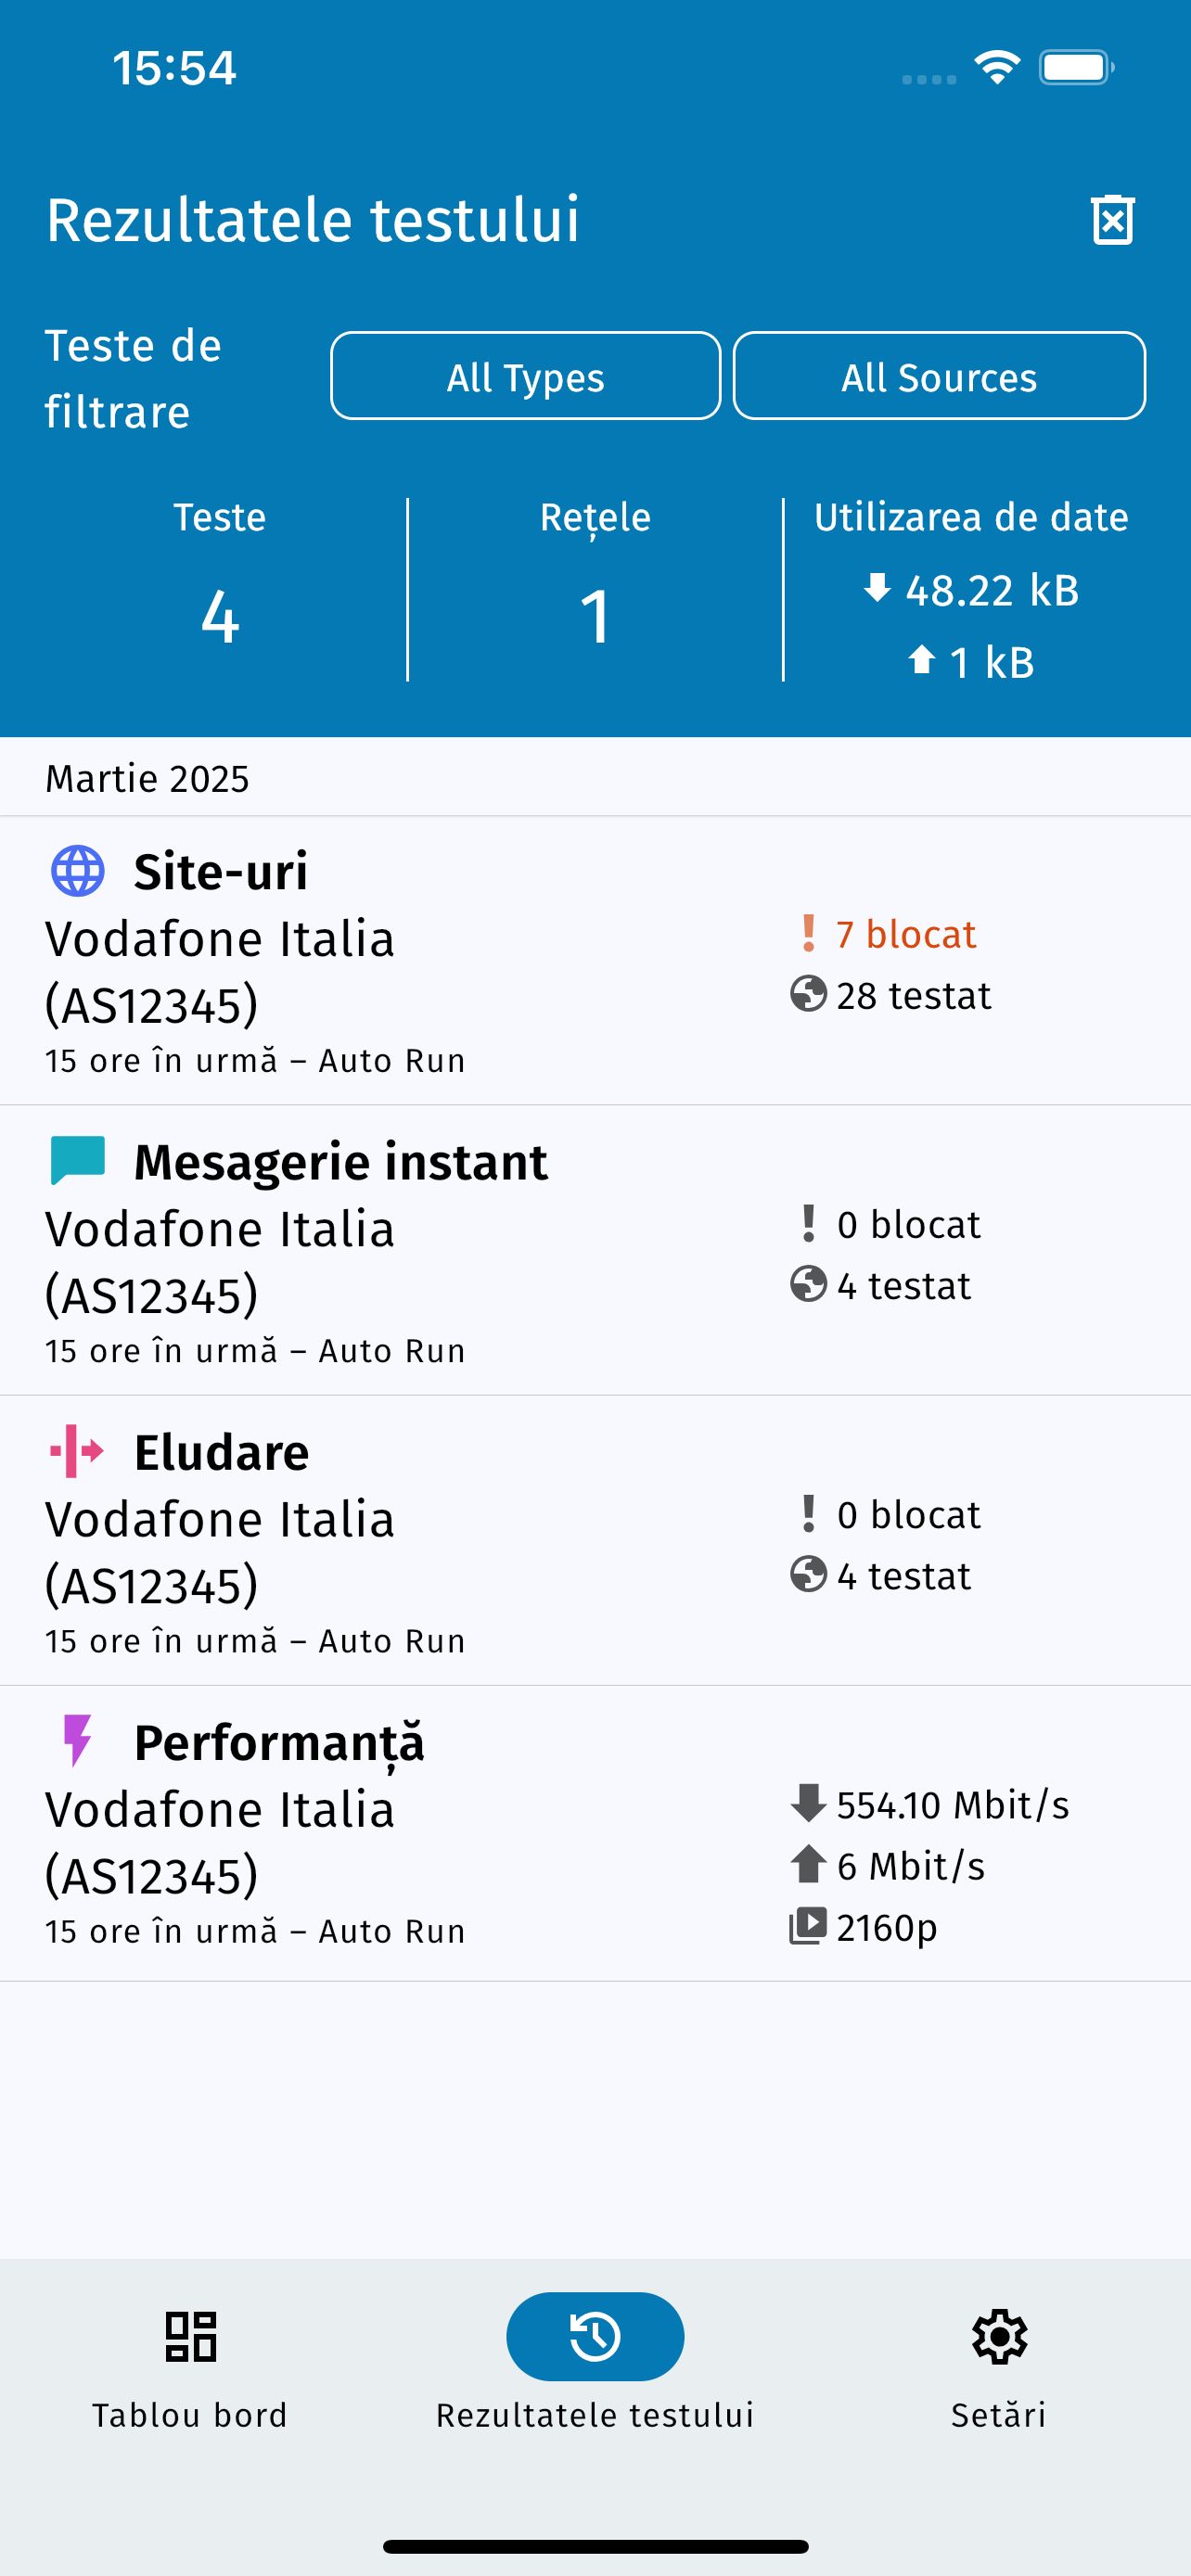 15:54
Rezultatele testului
Teste de
filtrare
All Types
All Sources
Teste
4
Rețele
1
Utilizarea de date
48.22 kB
1 kB
Martie 2025
Site-uri
Vodafone Italia
(AS12345)
15 ore în urmă – Auto Run
7 blocat
28 testat
Mesagerie instant
Vodafone Italia
(AS12345)
15 ore în urmă – Auto Run
0 blocat
4 testat
Eludare
Vodafone Italia
(AS12345)
15 ore în urmă – Auto Run
0 blocat
4 testat
Performanță
Vodafone Italia
(AS12345)
15 ore în urmă – Auto Run
554.10 Mbit/s
6 Mbit/s
2160p
Tablou bord
Rezultatele testului
Setări